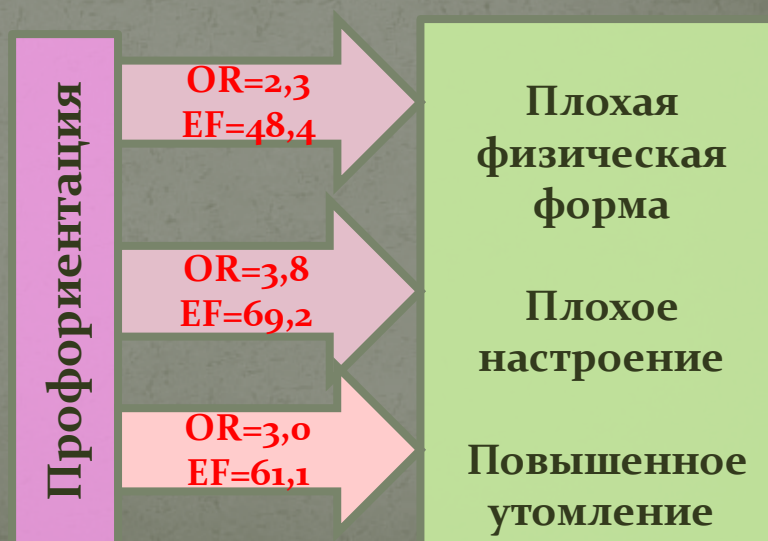 Профориентация
OR=2,3
EF=48,4
OR=3,8
EF=69,2
OR=3,0
EF=61,1
Плохая
физическая
форма
Плохое
настроение
Повышенное
утомление